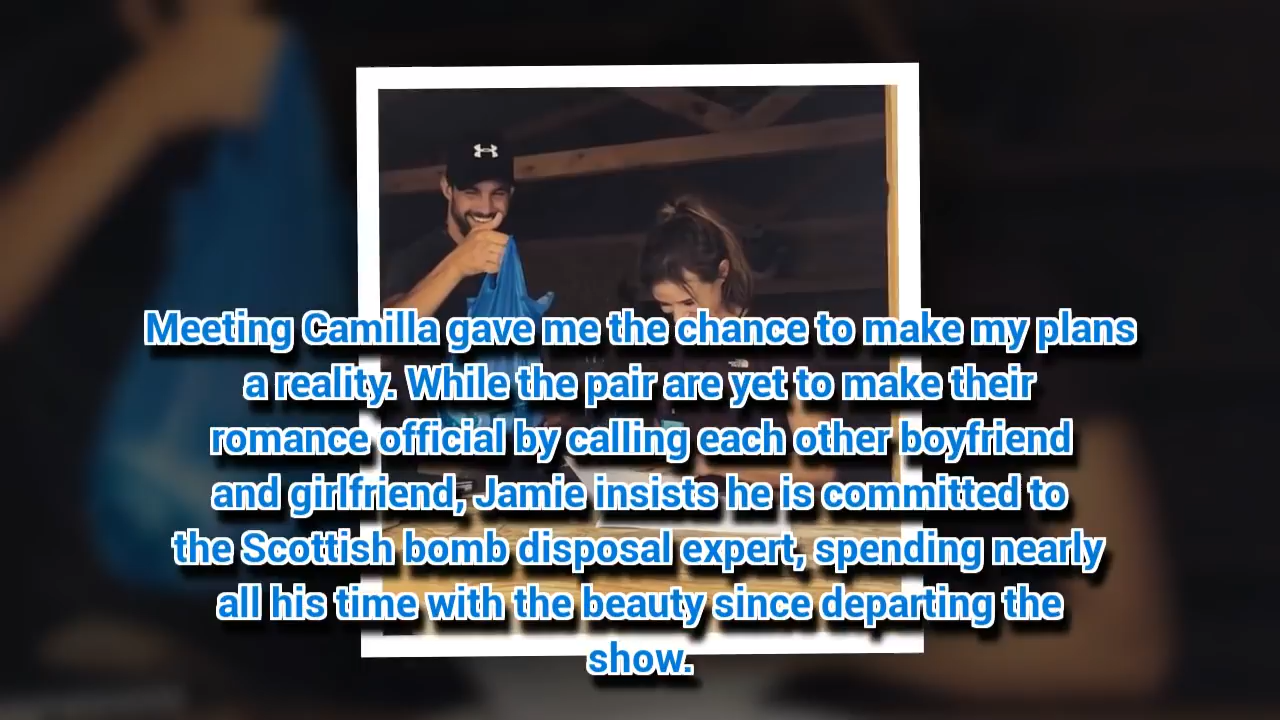 Meeting Camilla gave me the chance to make my plans
a reality. While the pair are yet to make their
romance official by calling each other boyfriend
and girlfriend, Jamie insists he is committed to
the Scottish bomb disposal expert, spending nearly
all his time with the beauty since departing the
show.